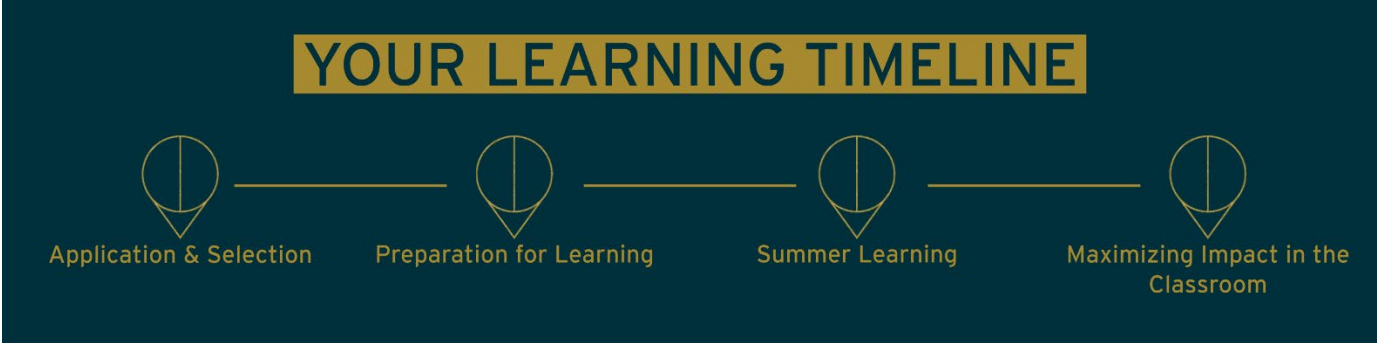 YOUR LEARNING TIMELINE
Application & Selection
Preparation for Learning
Summer Learning
Maximizing Impact in the
Classroom